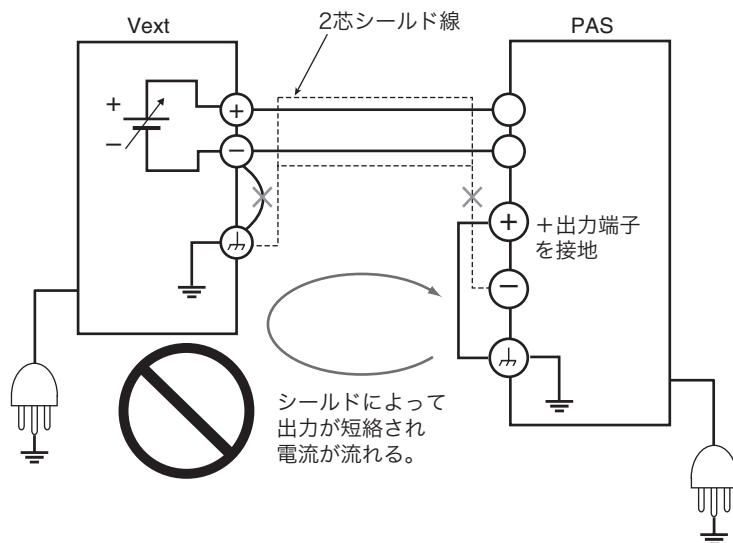 2芯シールド線
Vext
PAS
+
−
+
−
+
−
＋出力端子
を接地
シールドによって
出力が短絡され
電流が流れる。